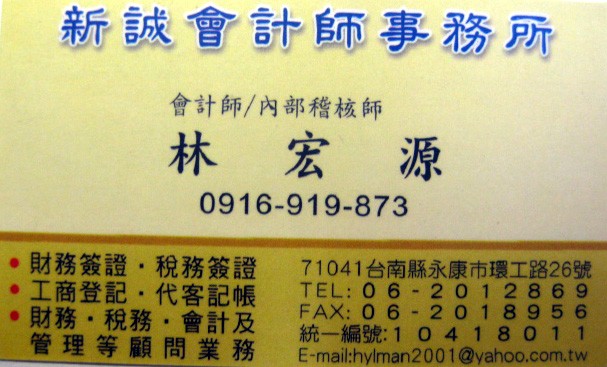 新誠會計師事務所
會計師/內部稽核師
林宏源
0916-919-873
• 財務簽證·稅務簽證
• 工商登記·代客記帳
• 財務·稅務·會計及
管理等顧問業務
71041台南縣永康市環工路26號
TEL: 06-2012869
FAX: 06-2018956
統一編號:10418011
E-mail:hylman2001@yahoo.com.tw